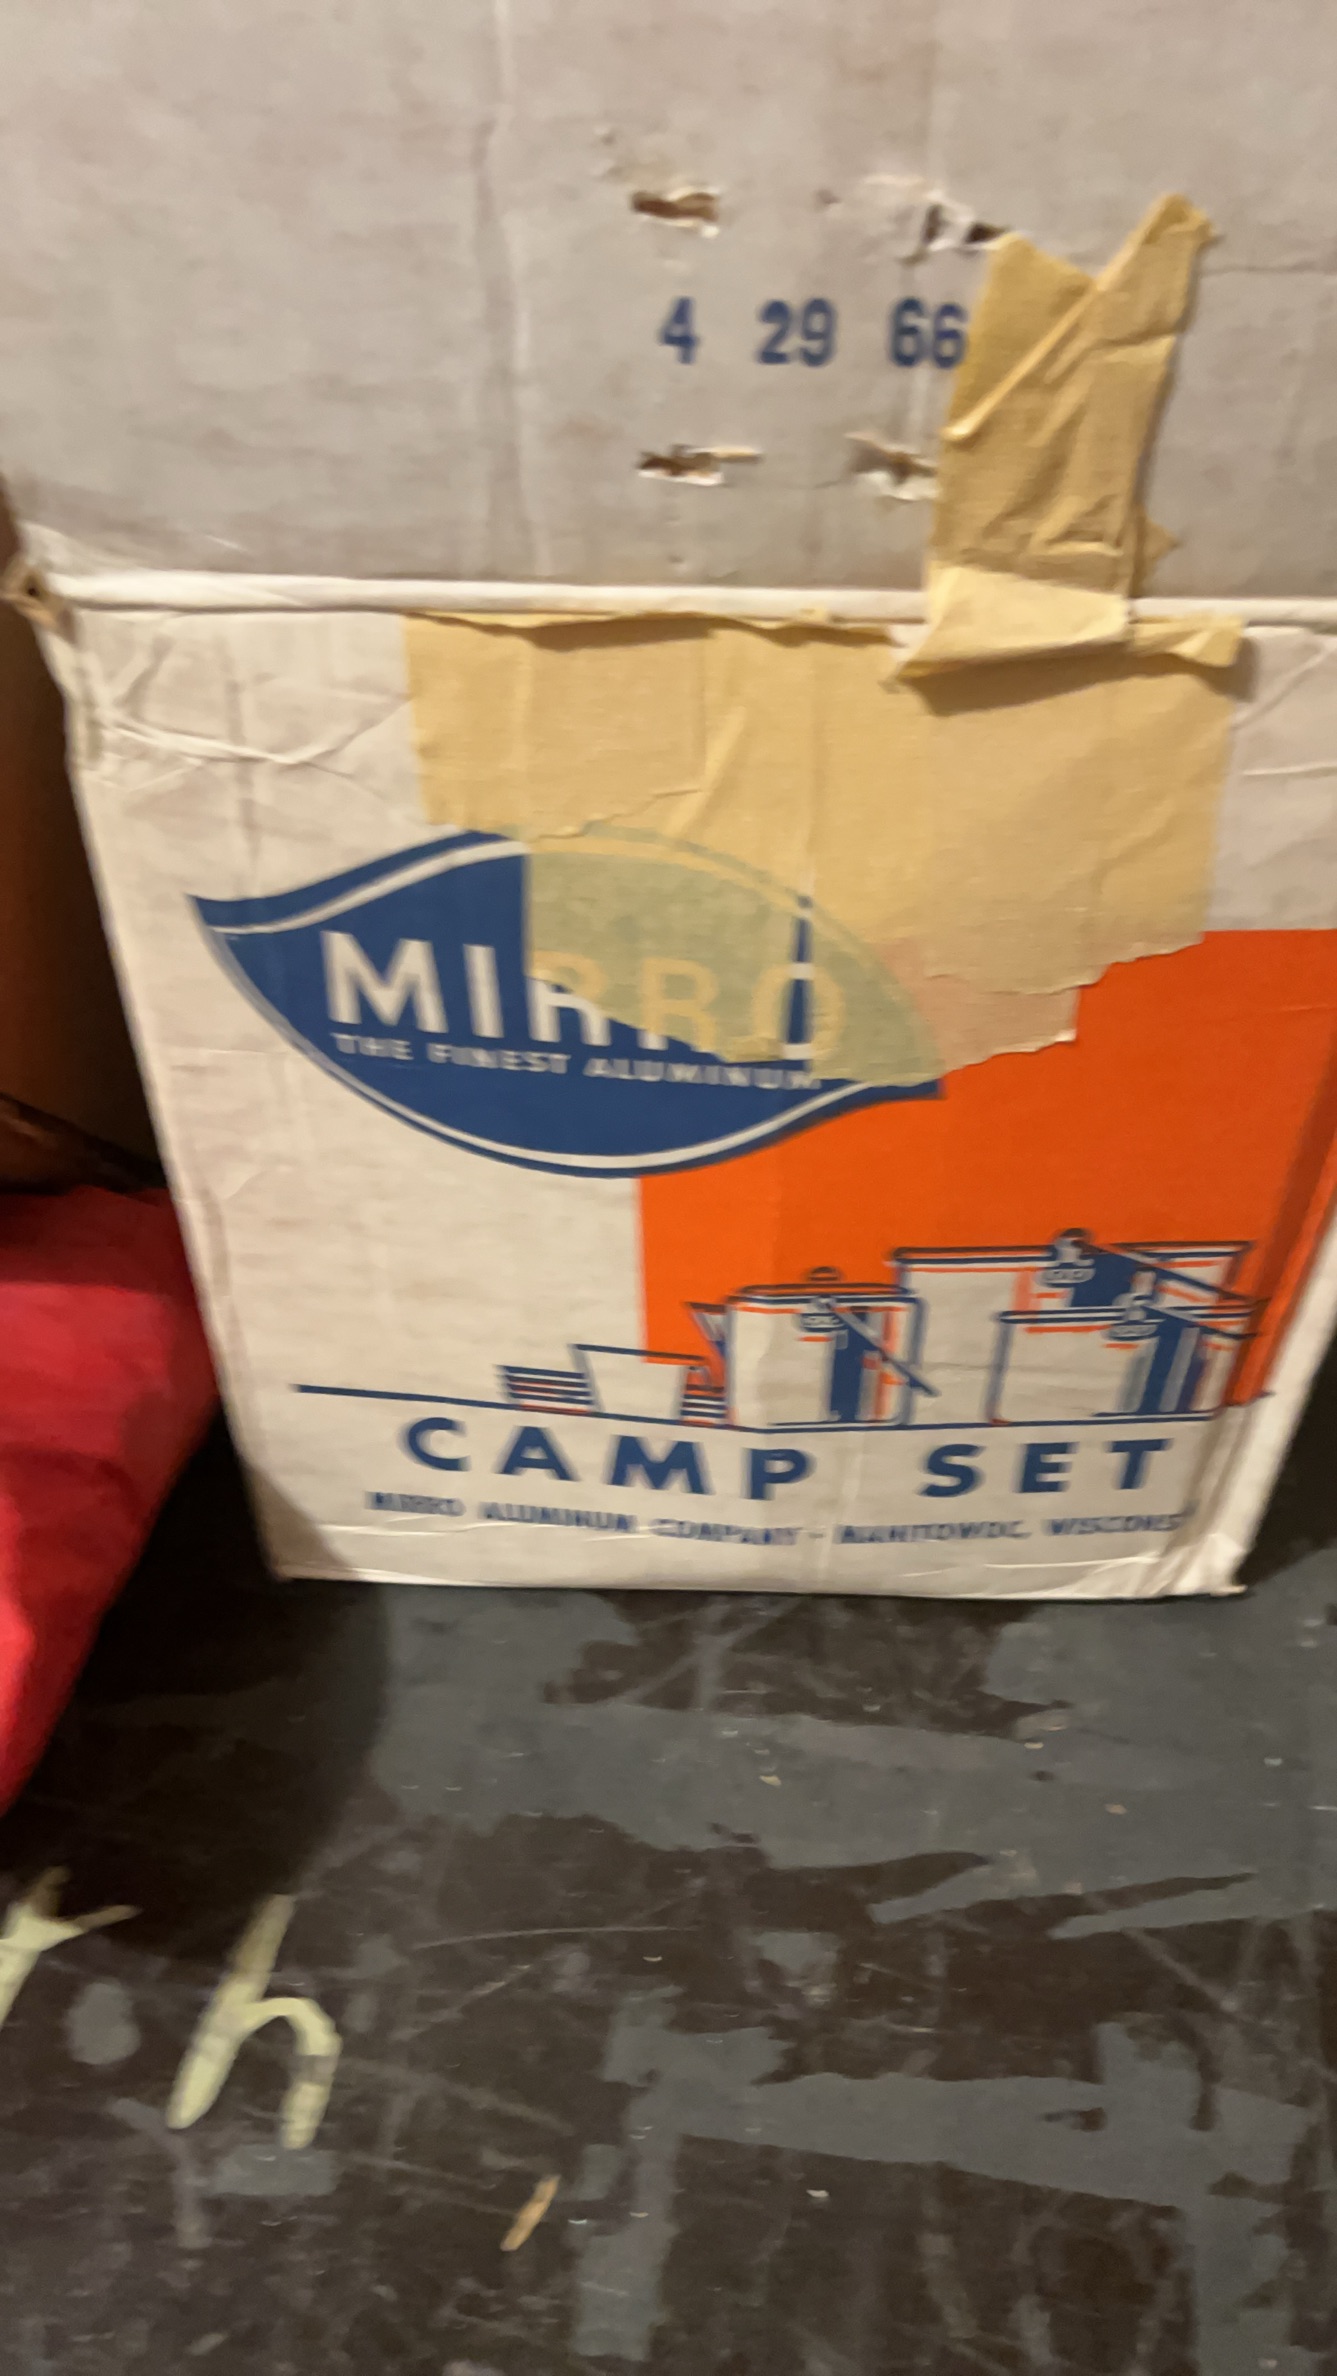 4 29 66
MIRRO
THE FINEST ALUMINUM
CAMP SET
MIRRO ALUMINUM COMPANY - MANITOWOC, WISCONSIN
h